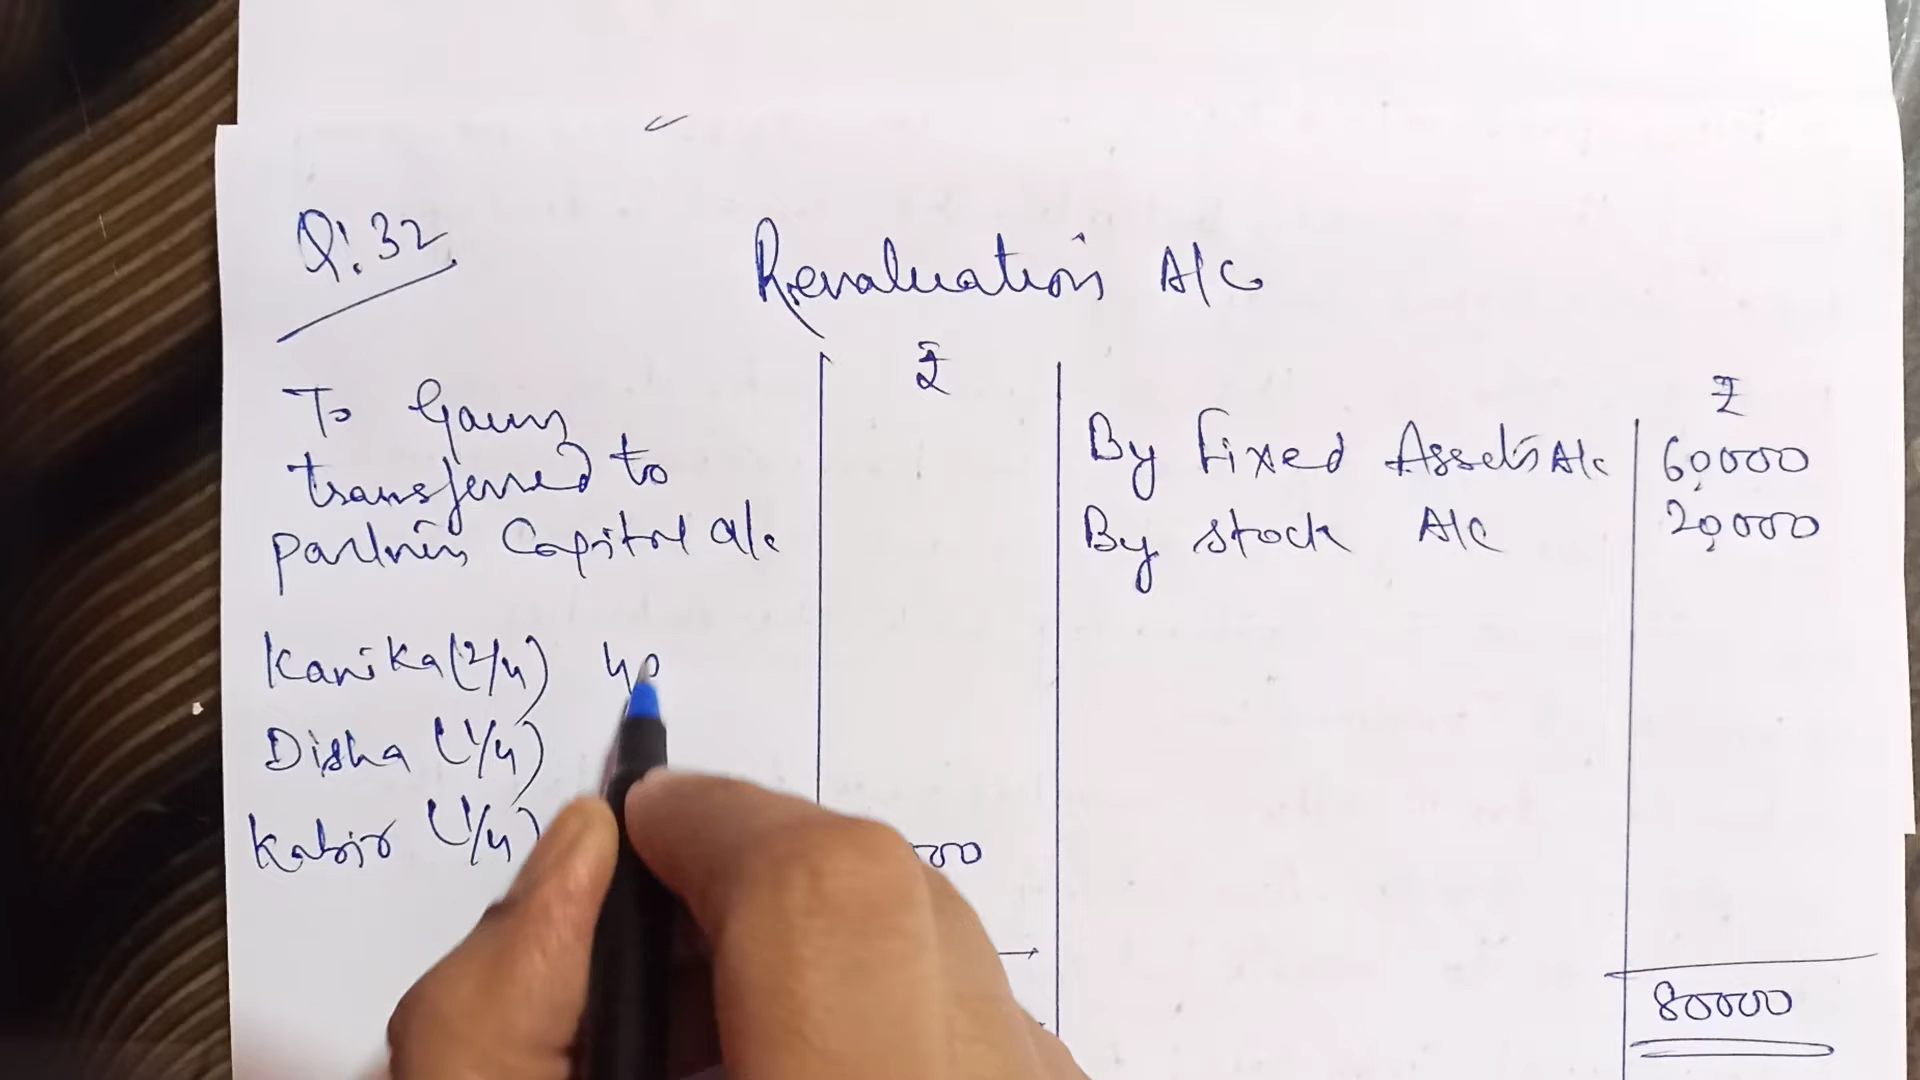 Q:32
Revaluation A/c
₹
₹
To Gain
transferred to
partners Capital a/c
By Fixed Assets A/c 60,000
By Stock A/c 20,000
Kanika (2/4) 40
Disha (1/4)
Kabir (1/4)
80000